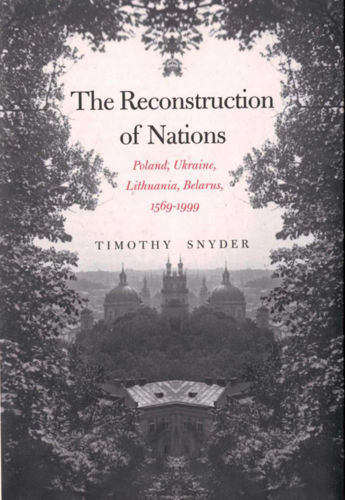 The Reconstruction
of Nations
Poland, Ukraine,
Lithuania, Belarus,
1569-1999
TIMOTHY SNYDER